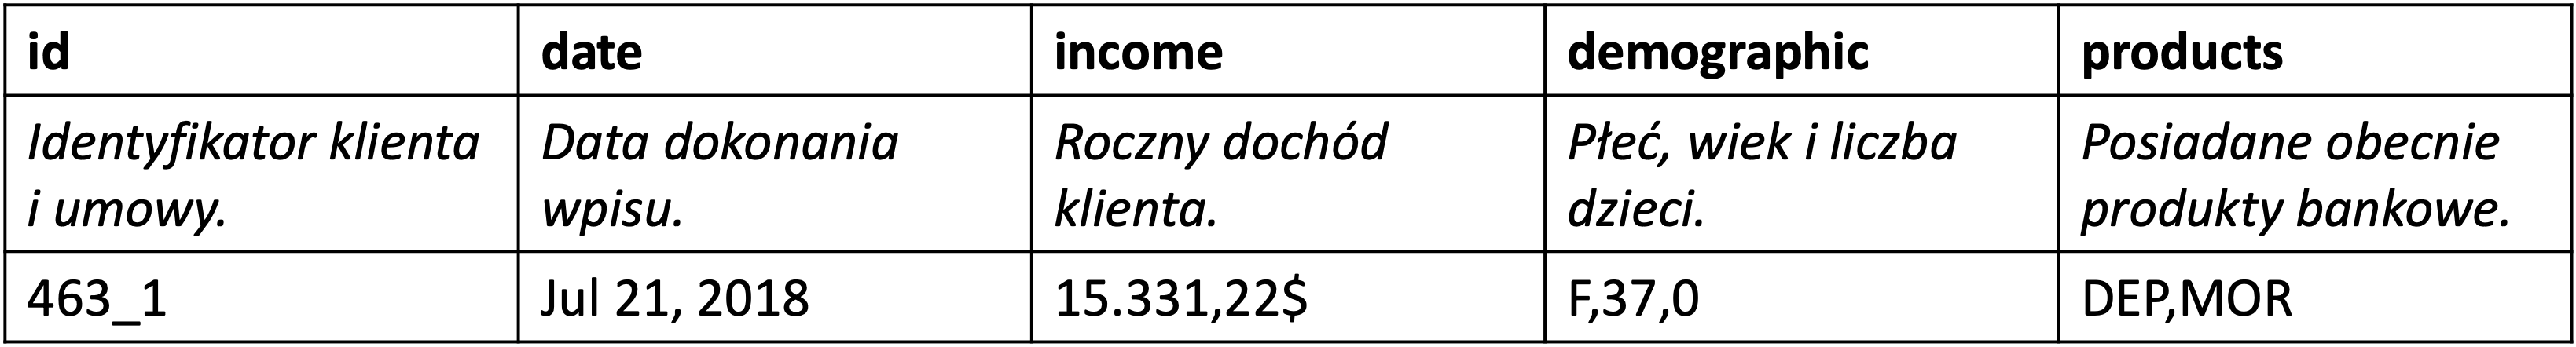 id date income demographic products
Identyfikator klienta Data dokonania Roczny dochód Płeć, wiek i liczba Posiadane obecnie
i umowy. wpisu. klienta. dzieci. produkty bankowe.
463_1 Jul 21, 2018 15.331,22$ F,37,0 DEP,MOR